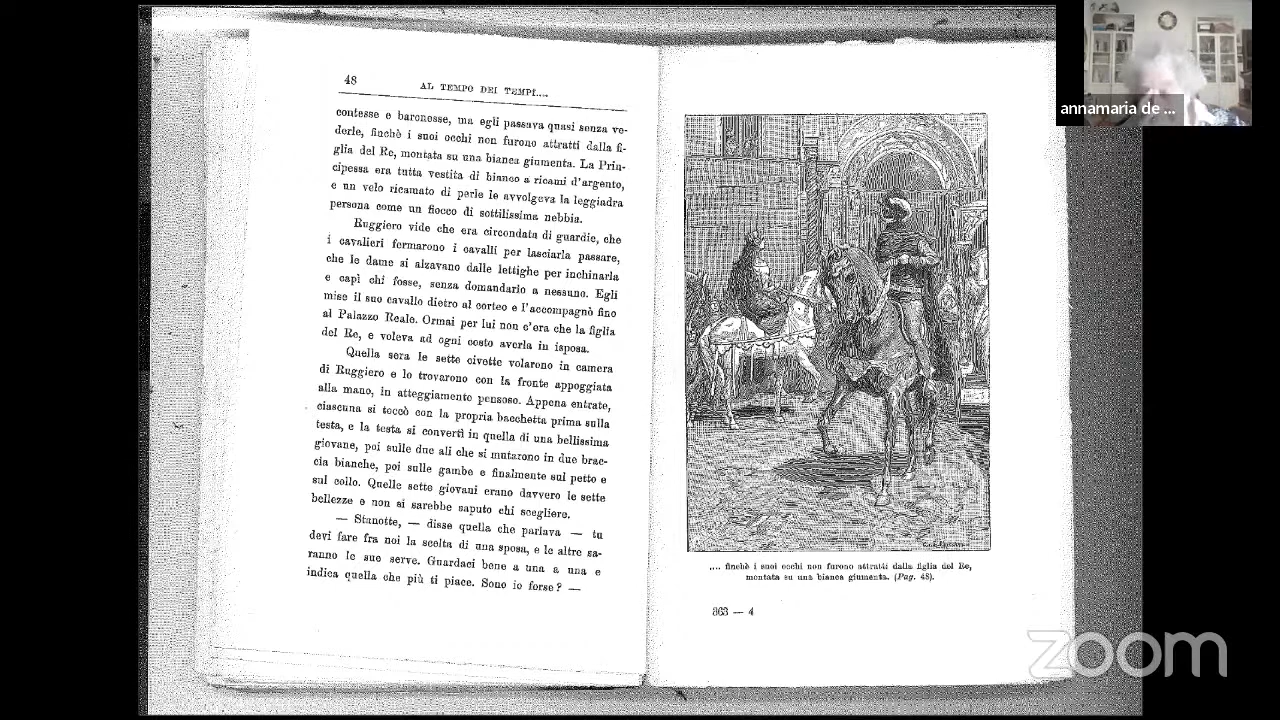 48
AL TEMPO DEI TEMPI....
contesse e baronesse, ma egli passava quasi senza ve-
derle, finchè i suoi occhi non furono attratti dalla fi-
glia del Re, montata su una bianca giumenta. La Prin-
cipessa era tutta vestita di bianco a ricami d'argento,
e un velo ricamato di perle le avvolgeva la leggiadra
persona come un fiocco di sottilissima nebbia.
Ruggiero vide che era circondata di guardie, che
i cavalieri fermarono i cavalli per lasciarla passare,
che le dame si alzavano dalle lettighe per inchinarla
e capì chi fosse, senza domandarlo a nessuno. Egli
mise il suo cavallo dietro al corteo e l'accompagnò fino
al Palazzo Reale. Ormai per lui non c'era che la figlia
del Re, e voleva ad ogni costo averla in isposa.
Quella sera le sette civette volarono in camera
di Ruggiero e lo trovarono con la fronte appoggiata
alla mano, in atteggiamento pensoso. Appena entrate,
ciascuna si toccò con la propria bacchetta prima sulla
testa, e la testa si convertì in quella di una bellissima
giovane, poi sulle due ali che si mutarono in due brac-
cia bianche, poi sulle gambe e finalmente sul petto e
sul collo. Quelle sette giovani erano davvero le sette
bellezze e non si sarebbe saputo chi scegliere.
— Stanotte, — disse quella che parlava — tu
devi fare fra noi la scelta di una sposa, e le altre sa-
ranno le sue serve. Guardaci bene a una a una e
indica quella che più ti piace. Sono io forse? —
.... finchè i suoi occhi non furono attratti dalla figlia del Re,
montata su una bianca giumenta. (Pag. 48).
363 — 4
annamaria de ...
zoom